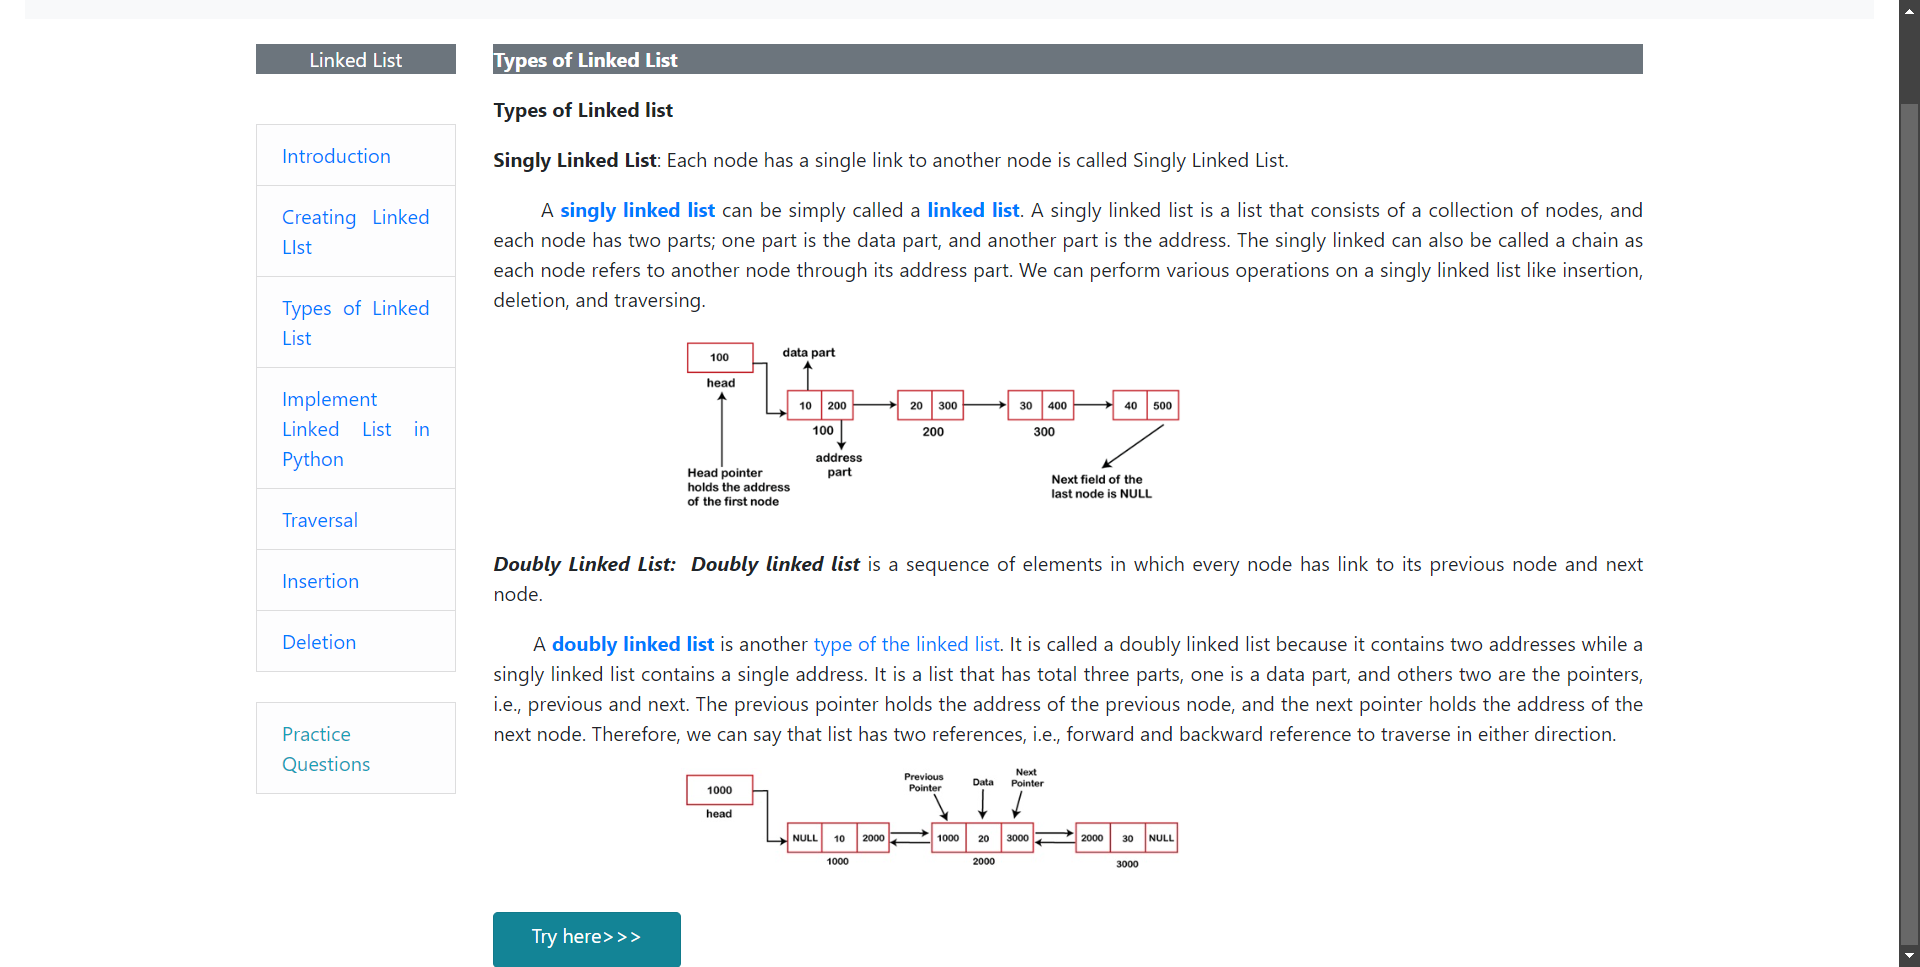 Linked List
Introduction
Creating Linked
LIst
Types of Linked
List
Implement
Linked List in
Python
Traversal
Insertion
Deletion
Practice
Questions
Types of Linked List
Types of Linked list
Singly Linked List: Each node has a single link to another node is called Singly Linked List.
A singly linked list can be simply called a linked list. A singly linked list is a list that consists of a collection of nodes, and
each node has two parts; one part is the data part, and another part is the address. The singly linked can also be called a chain as
each node refers to another node through its address part. We can perform various operations on a singly linked list like insertion,
deletion, and traversing.
100
head
data part
10 200
20 300
30 400
40 500
100
200
300
address
part
Head pointer
holds the address
of the first node
Next field of the
last node is NULL
Doubly Linked List: Doubly linked list is a sequence of elements in which every node has link to its previous node and next
node.
A doubly linked list is another type of the linked list. It is called a doubly linked list because it contains two addresses while a
singly linked list contains a single address. It is a list that has total three parts, one is a data part, and others two are the pointers,
i.e., previous and next. The previous pointer holds the address of the previous node, and the next pointer holds the address of the
next node. Therefore, we can say that list has two references, i.e., forward and backward reference to traverse in either direction.
1000
head
Previous
Pointer
Data
Next
Pointer
NULL 10 2000
1000 20 3000
2000 30 NULL
1000
2000
3000
Try here>>>